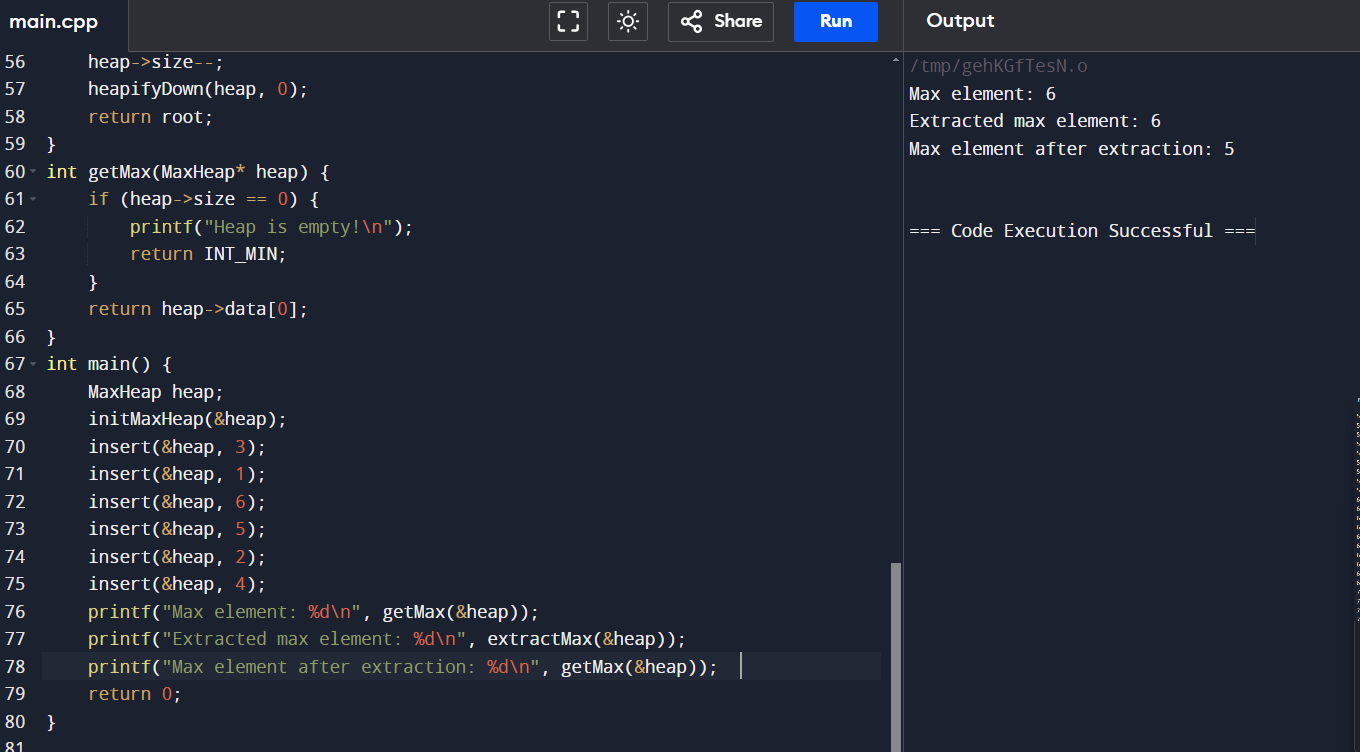 main.cpp
Share
Run
Output
56 heap->size--;
57 heapifyDown(heap, 0);
58 return root;
59 }
60 int getMax(MaxHeap* heap) {
61 if (heap->size == 0) {
62 printf("Heap is empty!\n");
63 return INT_MIN;
64 }
65 return heap->data[0];
66 }
67 int main() {
68 MaxHeap heap;
69 initMaxHeap(&heap);
70 insert(&heap, 3);
71 insert(&heap, 1);
72 insert(&heap, 6);
73 insert(&heap, 5);
74 insert(&heap, 2);
75 insert(&heap, 4);
76 printf("Max element: %d\n", getMax(&heap));
77 printf("Extracted max element: %d\n", extractMax(&heap));
78 printf("Max element after extraction: %d\n", getMax(&heap));
79 return 0;
80 }
81
/tmp/gehKGfTesN.o
Max element: 6
Extracted max element: 6
Max element after extraction: 5
=== Code Execution Successful ===